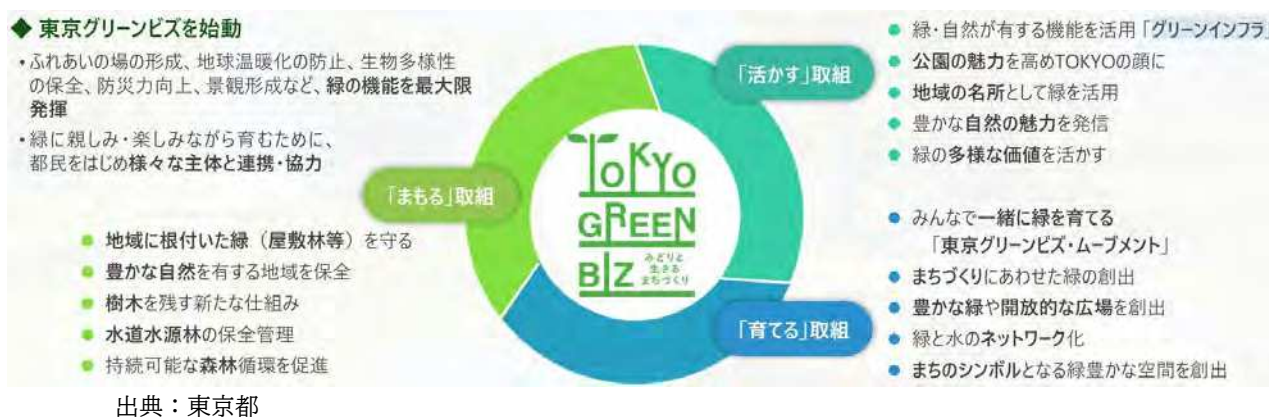 ◆ 東京グリーンビズを始動
・ふれあいの場の形成、地球温暖化の防止、生物多様性
の保全、防災力向上、景観形成など、緑の機能を最大限
発揮
・緑に親しみ・楽しみながら育むために、
都民をはじめ様々な主体と連携・協力
「まもる」取組
● 地域に根付いた緑（屋敷林等）を守る
● 豊かな自然を有する地域を保全
● 樹木を残す新たな仕組み
● 水道水源林の保全管理
● 持続可能な森林循環を促進
TOKYO
GREEN
BIZ
みどりと
生きる
まちづくり
「活かす」取組
● 緑・自然が有する機能を活用「グリーンインフラ」
● 公園の魅力を高めTOKYOの顔に
● 地域の名所として緑を活用
● 豊かな自然の魅力を発信
● 緑の多様な価値を活かす
「育てる」取組
● みんなで一緒に緑を育てる
「東京グリーンビズ・ムーブメント」
● まちづくりにあわせた緑の創出
● 豊かな緑や開放的な広場を創出
● 緑と水のネットワーク化
● まちのシンボルとなる緑豊かな空間を創出
出典：東京都